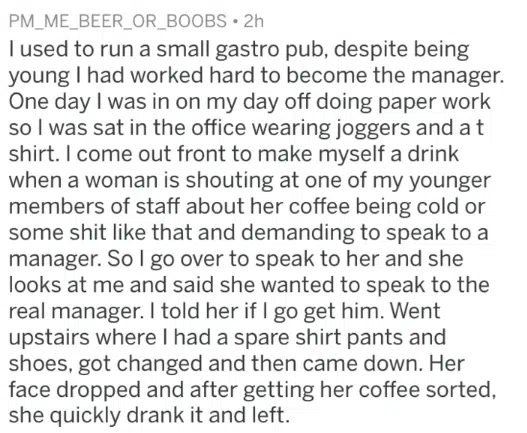 PM_ME_BEER_OR_BOOBS • 2h
I used to run a small gastro pub, despite being
young I had worked hard to become the manager.
One day I was in on my day off doing paper work
so I was sat in the office wearing joggers and a t
shirt. I come out front to make myself a drink
when a woman is shouting at one of my younger
members of staff about her coffee being cold or
some shit like that and demanding to speak to a
manager. So I go over to speak to her and she
looks at me and said she wanted to speak to the
real manager. I told her if I go get him. Went
upstairs where I had a spare shirt pants and
shoes, got changed and then came down. Her
face dropped and after getting her coffee sorted,
she quickly drank it and left.